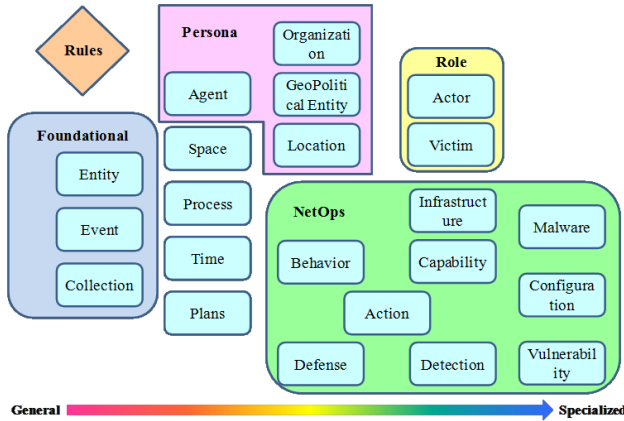 Rules
Persona
Organizati
on
Agent
GeoPoliti
cal Entity
Location
Role
Actor
Victim
Foundational
Entity
Event
Collection
Space
Process
Time
Plans
NetOps
Infrastruct
ure
Malware
Behavior
Capability
Configura
tion
Action
Defense
Detection
Vulnerabil
ity
General
Specialized